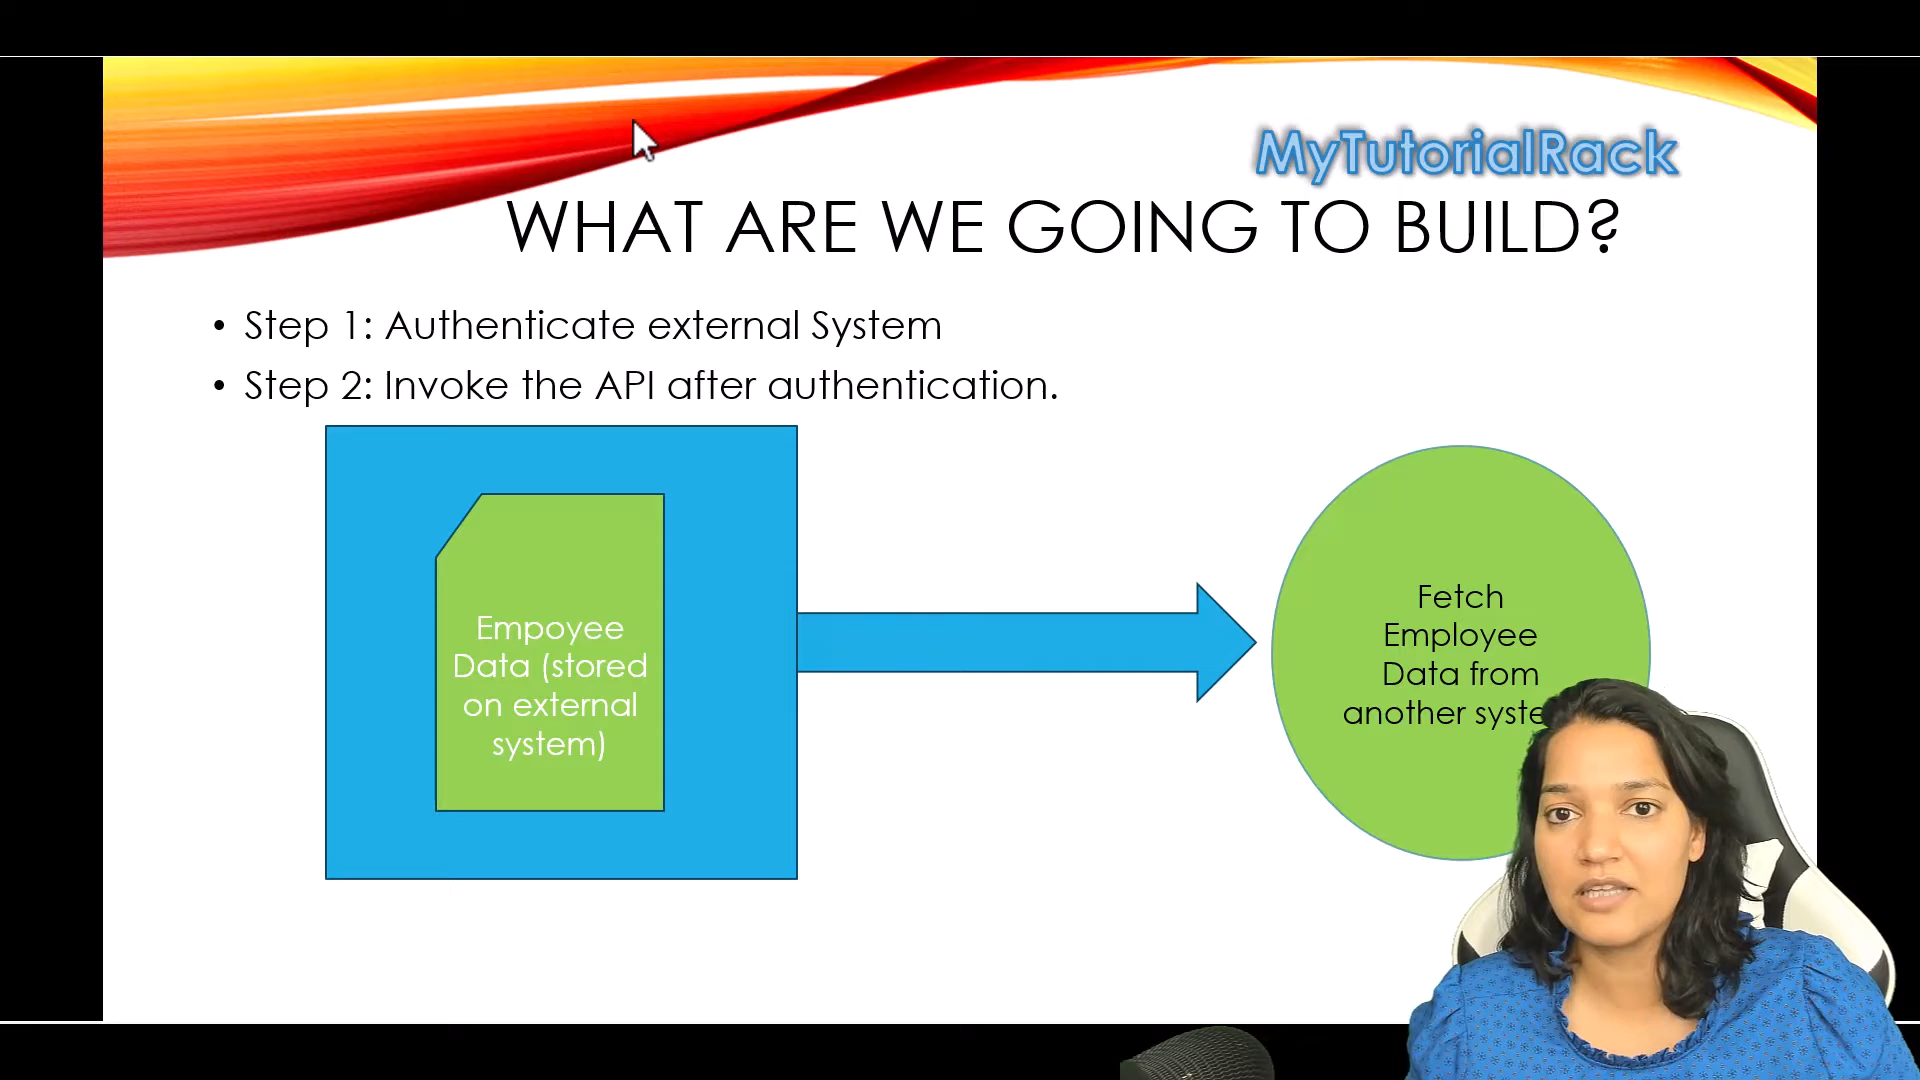 MyTutorialRack
WHAT ARE WE GOING TO BUILD?
• Step 1: Authenticate external System
• Step 2: Invoke the API after authentication.
Empoyee
Data (stored
on external
system)
Fetch
Employee
Data from
another